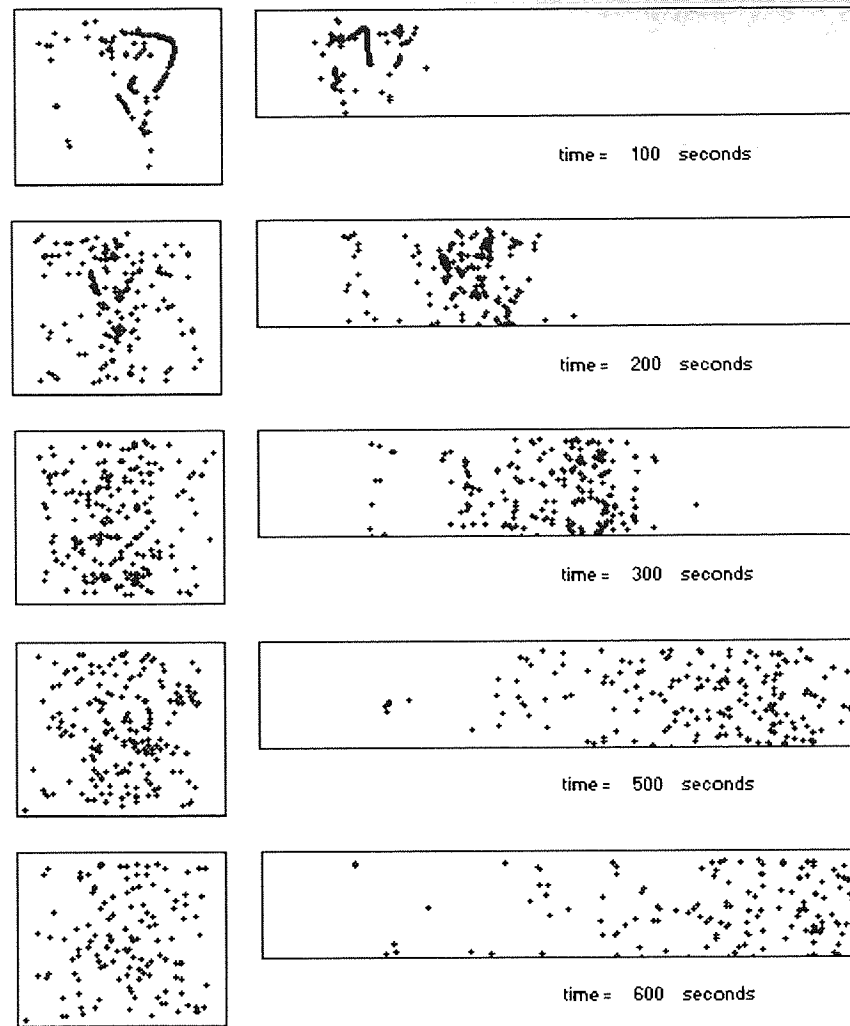 time = 100 seconds
time = 200 seconds
time = 300 seconds
time = 500 seconds
time = 600 seconds